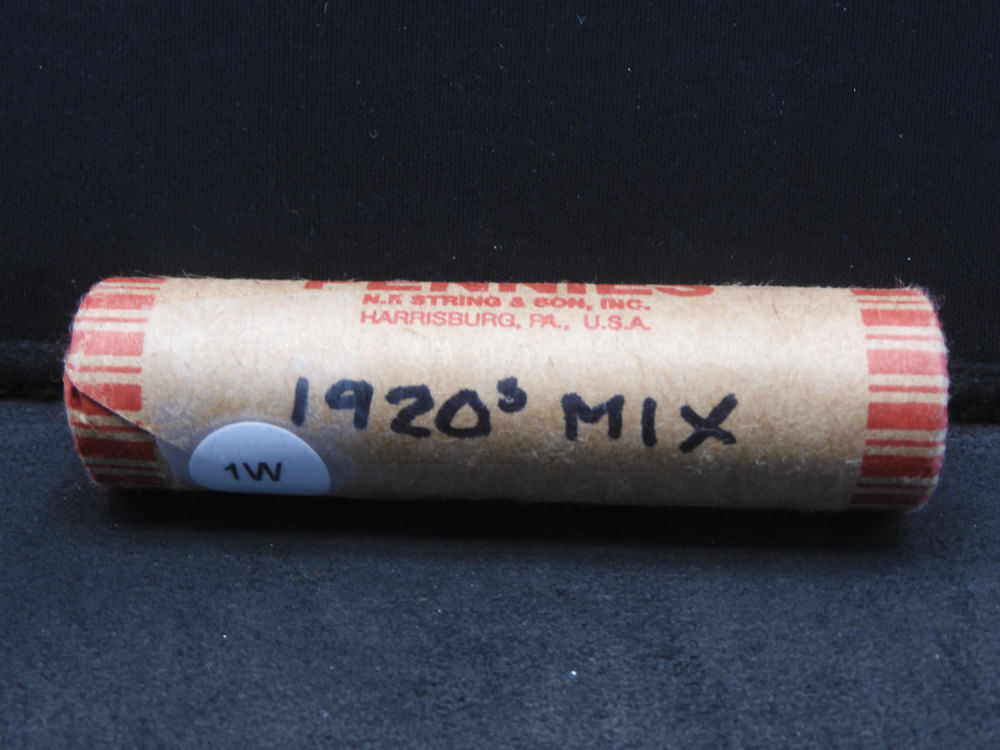 PENNIES
N.F. STRING & SON, INC.
HARRISBURG, PA., U.S.A.
1920s MIX
1W